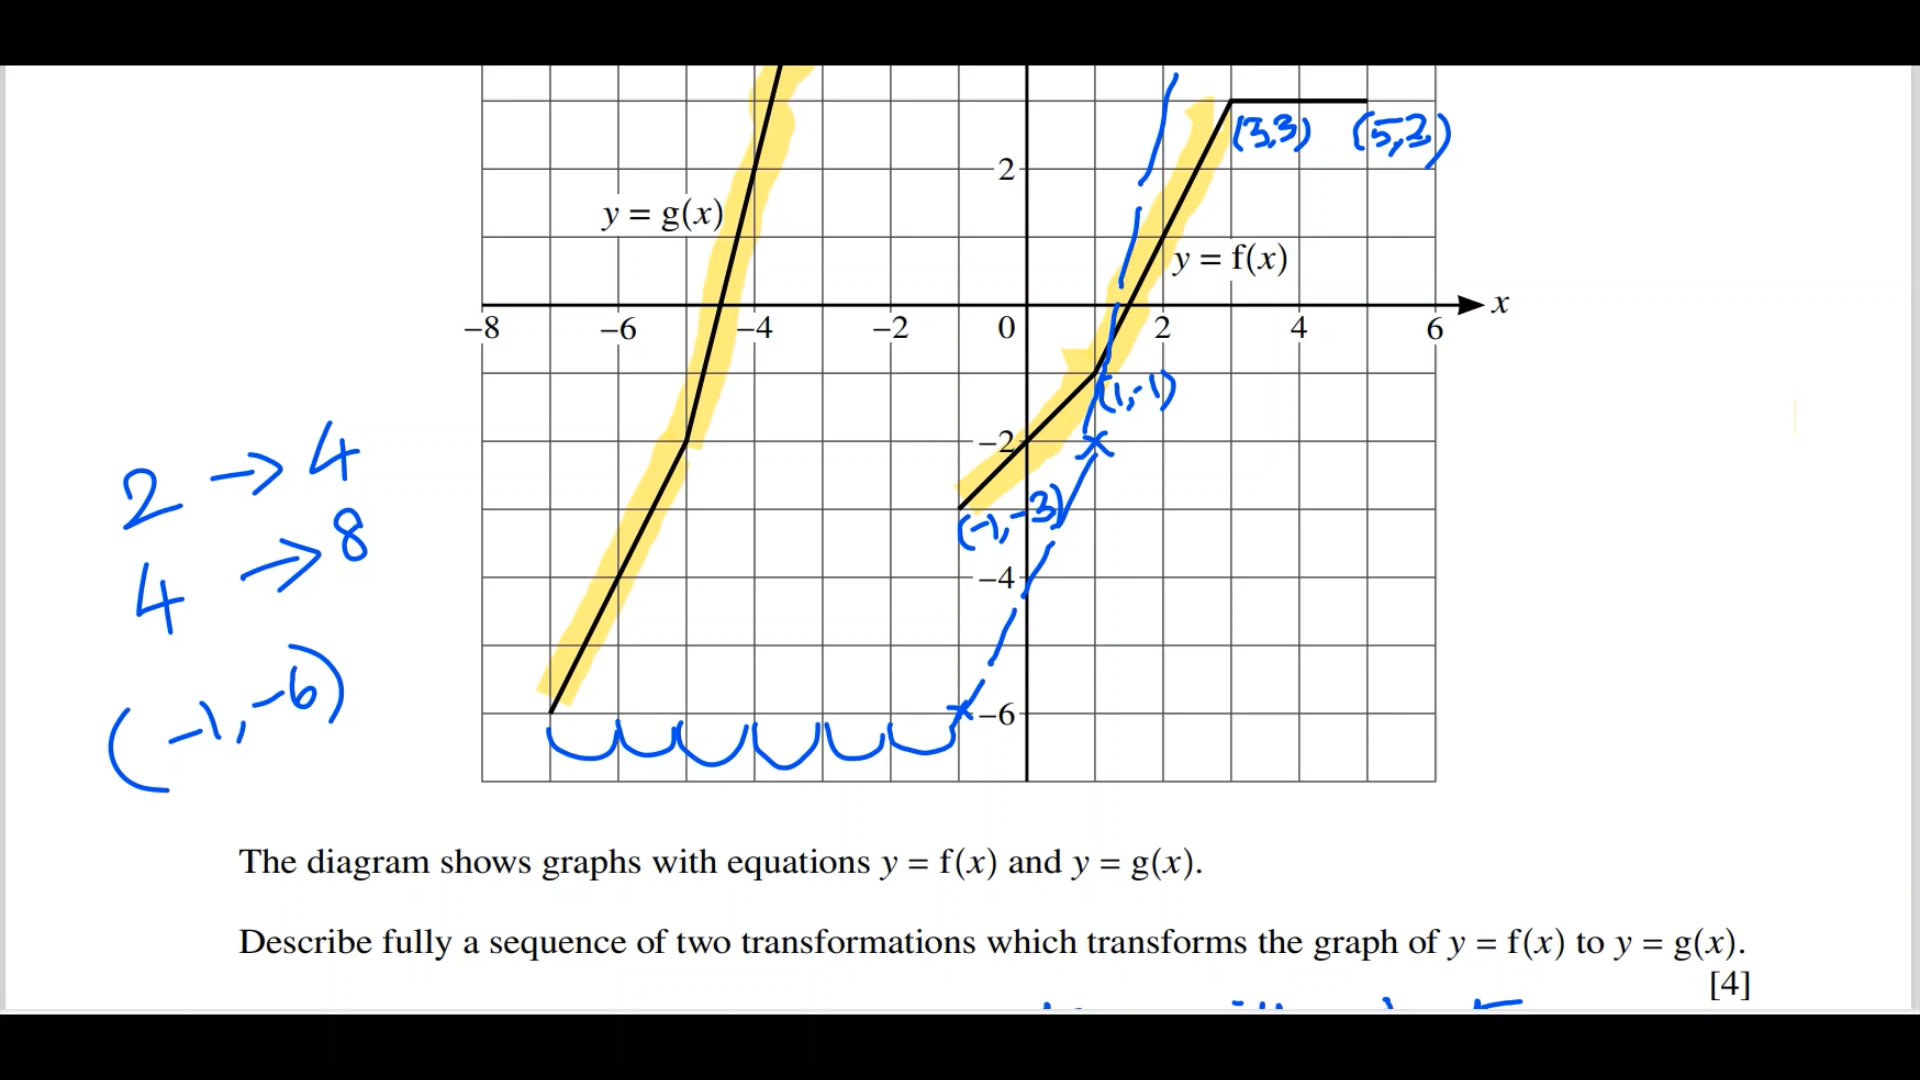 (3,3) (5,3)
2
y = g(x)
y = f(x)
x
−8 −6 −4 −2 0 2 4 6
(1,-1)
−2
2 → 4
(-1,-3)
4 → 8
−4
(-1,-6)
−6
The diagram shows graphs with equations y = f(x) and y = g(x).
Describe fully a sequence of two transformations which transforms the graph of y = f(x) to y = g(x).
[4]